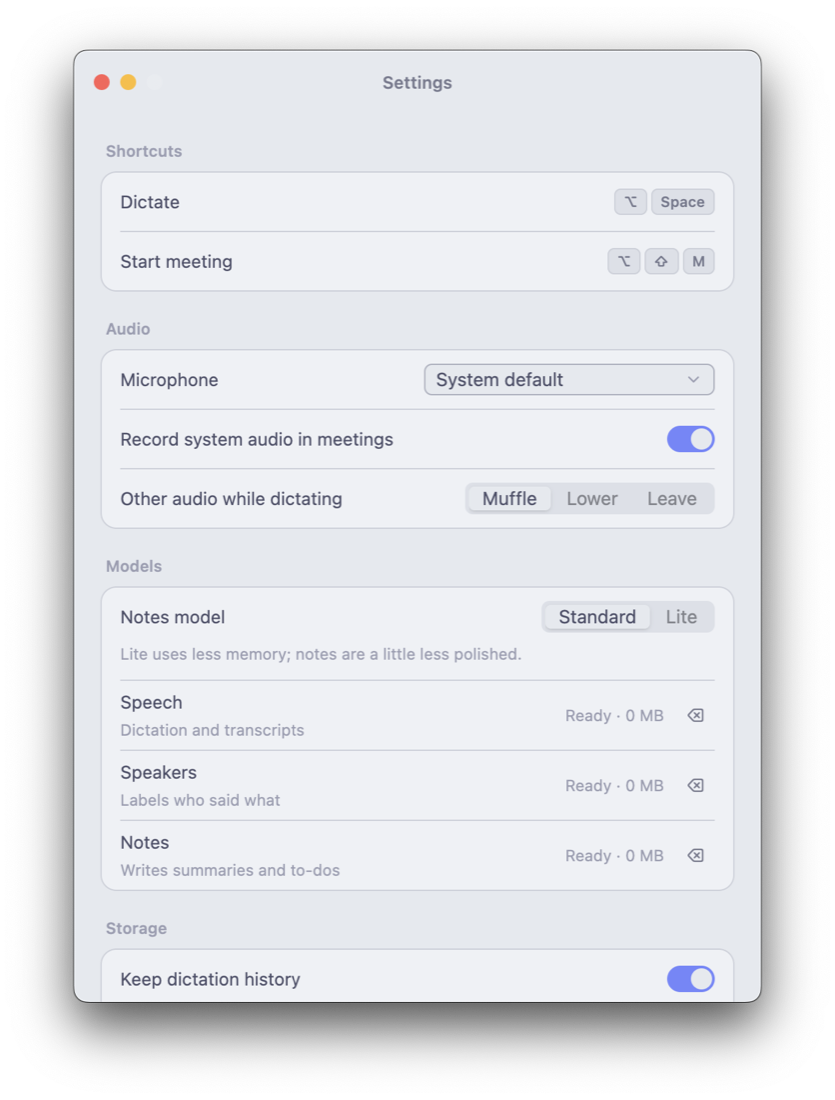 Settings
Shortcuts
Dictate ⌥ Space
Start meeting ⌥ ⇧ M
Audio
Microphone System default
Record system audio in meetings
Other audio while dictating Muffle Lower Leave
Models
Notes model Standard Lite
Lite uses less memory; notes are a little less polished.
Speech
Ready · 0 MB
Dictation and transcripts
Speakers
Ready · 0 MB
Labels who said what
Notes
Ready · 0 MB
Writes summaries and to-dos
Storage
Keep dictation history